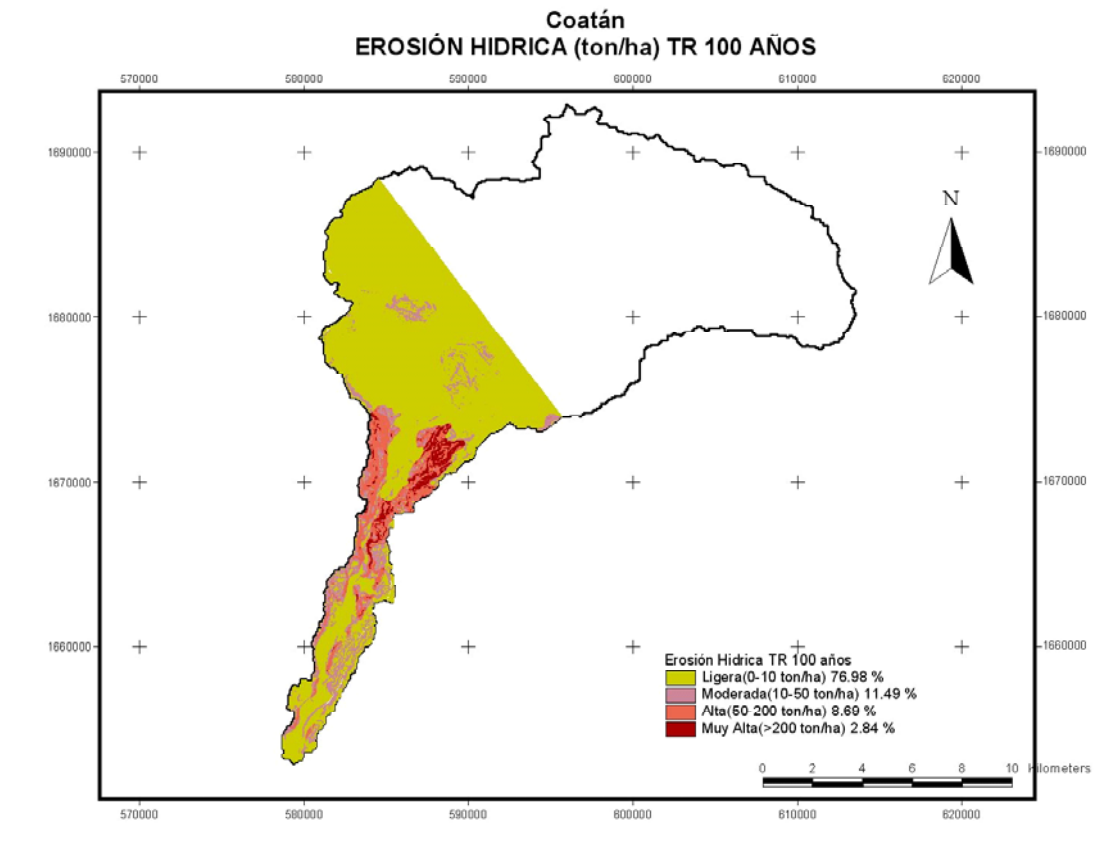 Coatán
EROSIÓN HIDRICA (ton/ha) TR 100 AÑOS
570000 580000 590000 600000 610000 620000
1690000 1690000
N
1680000 1680000
1670000 1670000
1660000 1660000
Erosión Hidrica TR 100 años
Ligera(0-10 ton/ha) 76.98 %
Moderada(10-50 ton/ha) 11.49 %
Alta(50-200 ton/ha) 8.69 %
Muy Alta(>200 ton/ha) 2.84 %
0 2 4 6 8 10 Kilometers
570000 580000 590000 600000 610000 620000